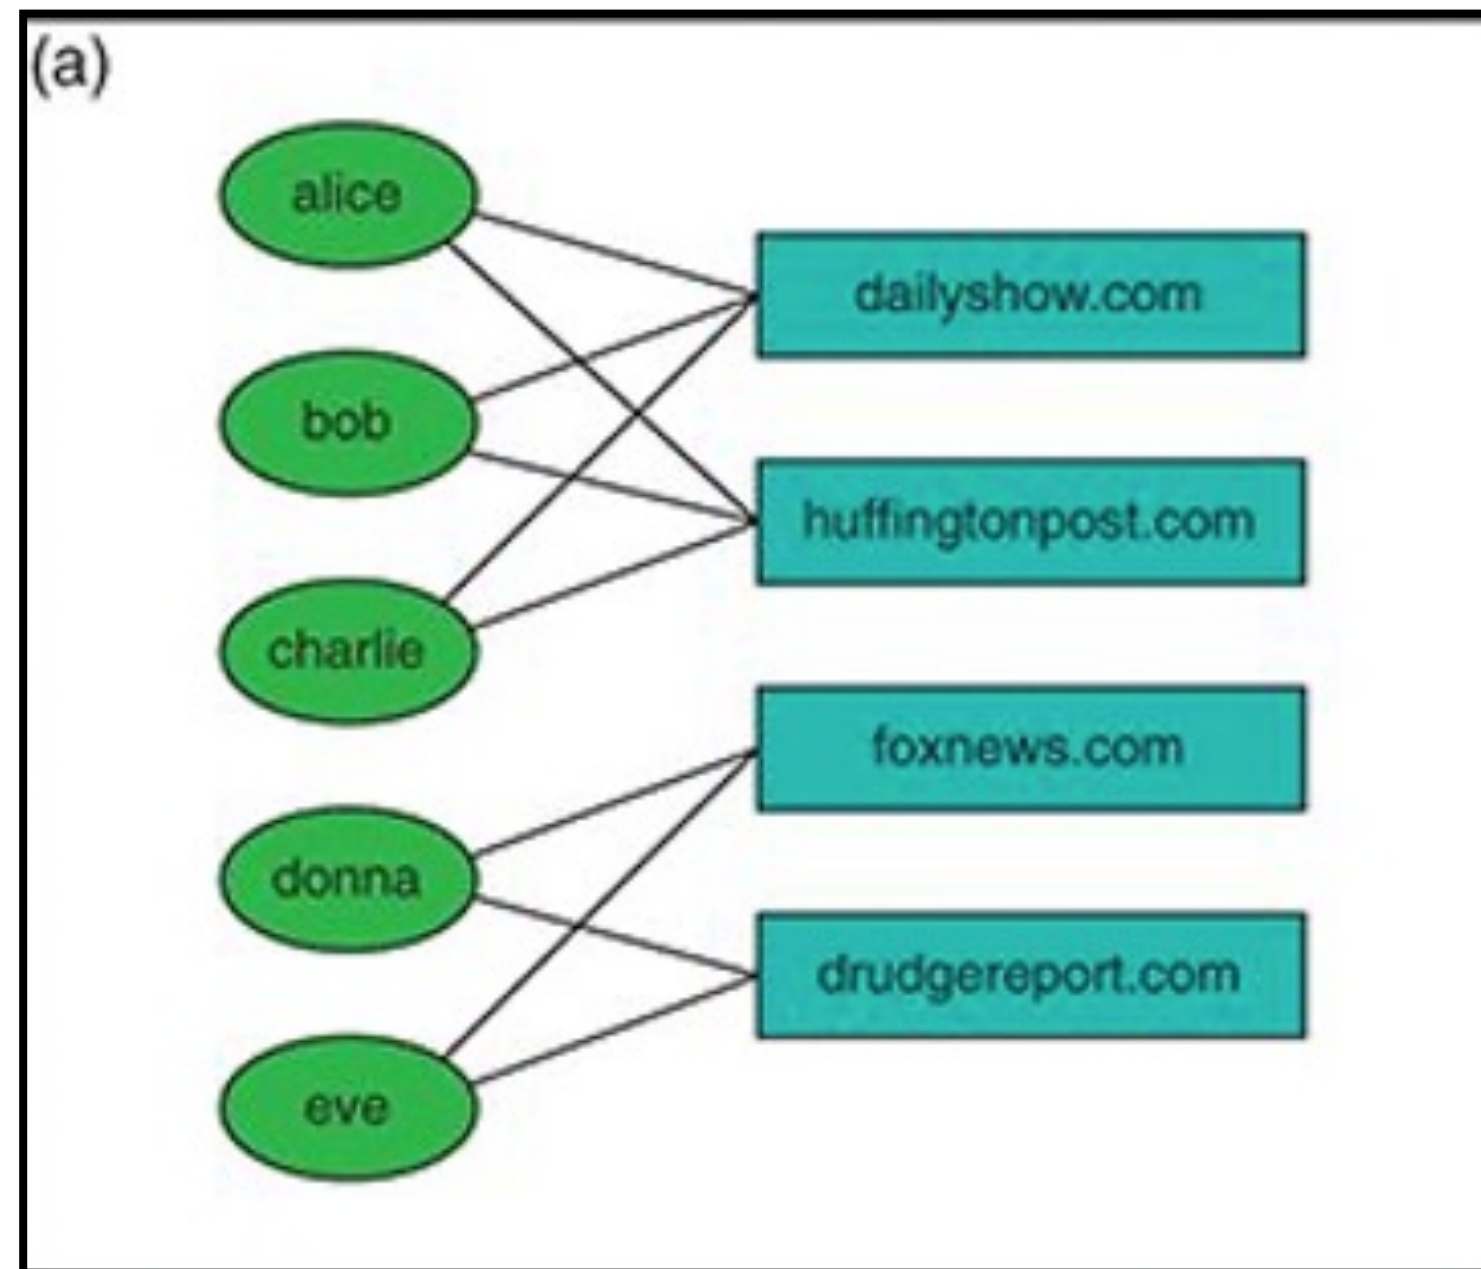 (a)
alice
dailyshow.com
bob
huffingtonpost.com
charlie
foxnews.com
donna
drudgereport.com
eve